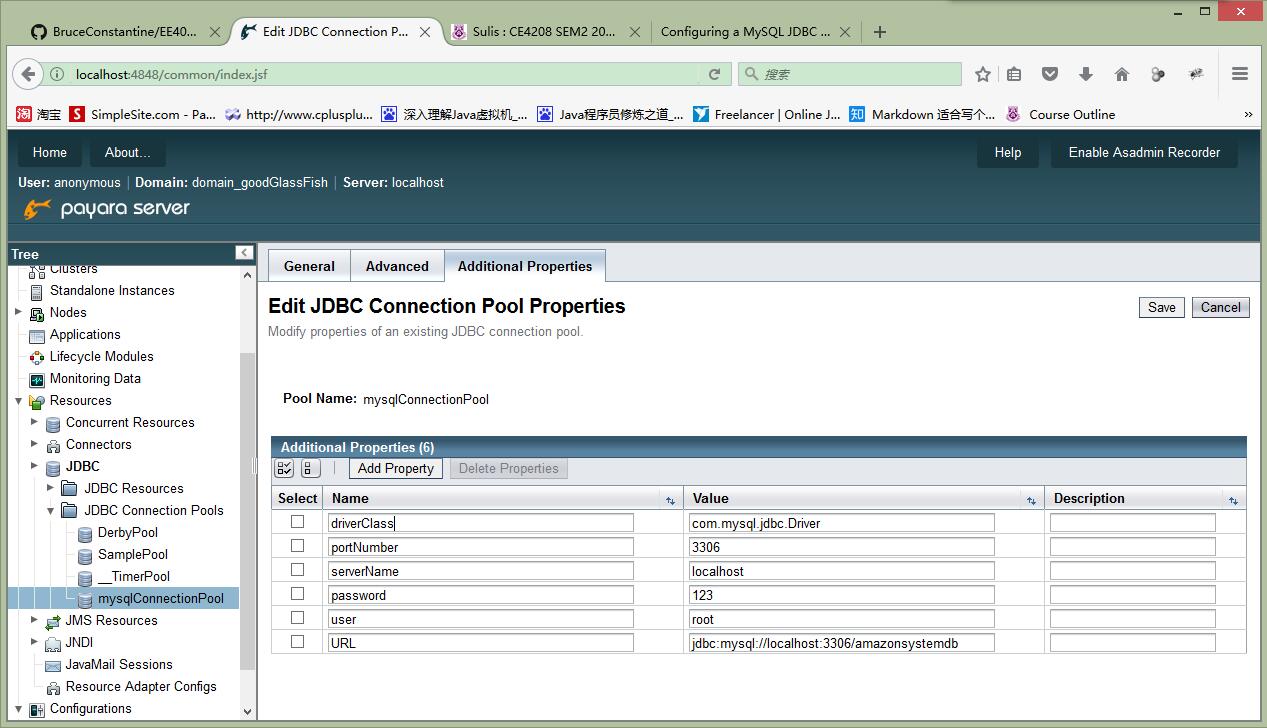 BruceConstantine/EE40...
Edit JDBC Connection P...
Sulis : CE4208 SEM2 20...
Configuring a MySQL JDBC ...
localhost:4848/common/index.jsf
搜索
淘 淘宝
S SimpleSite.com - Pa...
http://www.cplusplu...
深入理解Java虚拟机_...
Java程序员修炼之道_...
Freelancer | Online J...
知 Markdown 适合写个...
Course Outline
Home
About...
Help
Enable Asadmin Recorder
User: anonymous | Domain: domain_goodGlassFish | Server: localhost
payara server
Tree
Clusters
Standalone Instances
Nodes
Applications
Lifecycle Modules
Monitoring Data
Resources
Concurrent Resources
Connectors
JDBC
JDBC Resources
JDBC Connection Pools
DerbyPool
SamplePool
__TimerPool
mysqlConnectionPool
JMS Resources
JNDI
JavaMail Sessions
Resource Adapter Configs
Configurations
General
Advanced
Additional Properties
Edit JDBC Connection Pool Properties
Save
Cancel
Modify properties of an existing JDBC connection pool.
Pool Name: mysqlConnectionPool
Additional Properties (6)
Add Property
Delete Properties
Select Name Value Description
driverClass com.mysql.jdbc.Driver
portNumber 3306
serverName localhost
password 123
user root
URL jdbc:mysql://localhost:3306/amazonsystemdb